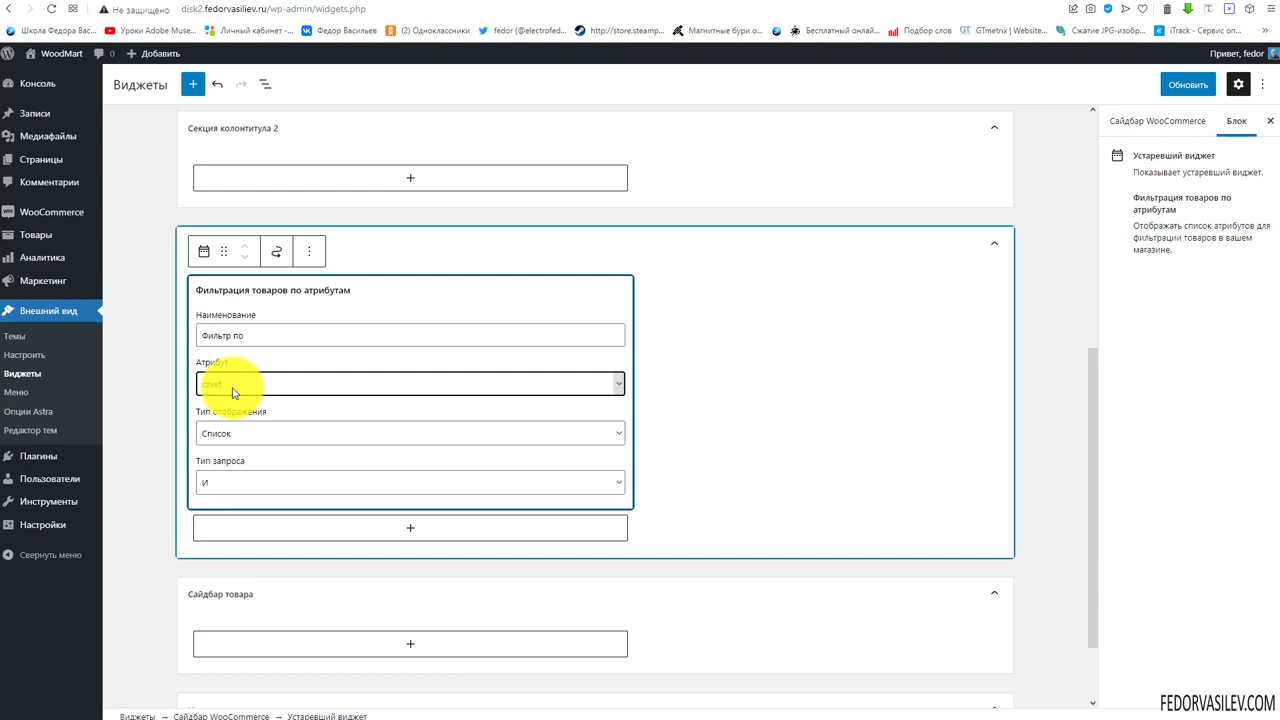 Не защищено disk2.fedorvasiliev.ru/wp-admin/widgets.php
Школа Федора Вас... Уроки Adobe Muse... Личный кабинет -... Федор Васильев (1) Одноклассники fedor (@electrofed... http://store.steamp... Магнитные бури о... Бесплатный онлай... Подбор слов GTmetrix | Website... Сжатие JPG-изобр... iTrack - Сервис оп...
WoodMart 0 Добавить Привет, fedor
Консоль
Записи
Медиафайлы
Страницы
Комментарии
WooCommerce
Товары
Аналитика
Маркетинг
Внешний вид
Темы
Настроить
Виджеты
Меню
Опции Astra
Редактор тем
Плагины
Пользователи
Инструменты
Настройки
Свернуть меню
Виджеты
Обновить
Секция колонтитула 2
Фильтрация товаров по атрибутам
Наименование
Фильтр по
Атрибут
czvet
Тип отображения
Список
Тип запроса
И
Сайдбар товара
Сайдбар WooCommerce Блок
Устаревший виджет
Показывает устаревший виджет.
Фильтрация товаров по
атрибутам
Отображать список атрибутов для
фильтрации товаров в вашем
магазине.
Виджеты → Сайдбар WooCommerce → Устаревший виджет
FEDORVASILEV.COM